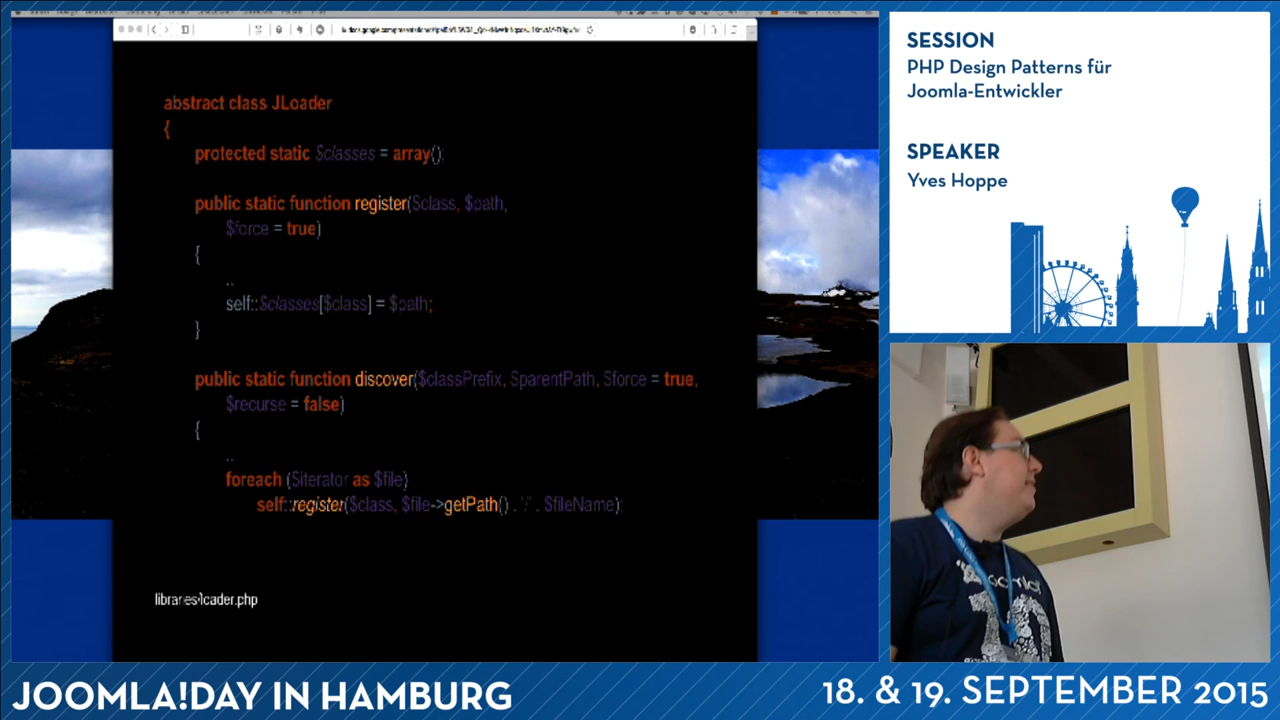 abstract class JLoader
{
protected static $classes = array();
public static function register($class, $path,
$force = true)
{
..
self::$classes[$class] = $path;
}
public static function discover($classPrefix, $parentPath, $force = true,
$recurse = false)
{
..
foreach ($iterator as $file)
self::register($class, $file->getPath() . '/' . $fileName);
libraries/loader.php
SESSION
PHP Design Patterns für
Joomla-Entwickler
SPEAKER
Yves Hoppe
JOOMLA!DAY IN HAMBURG
18. & 19. SEPTEMBER 2015